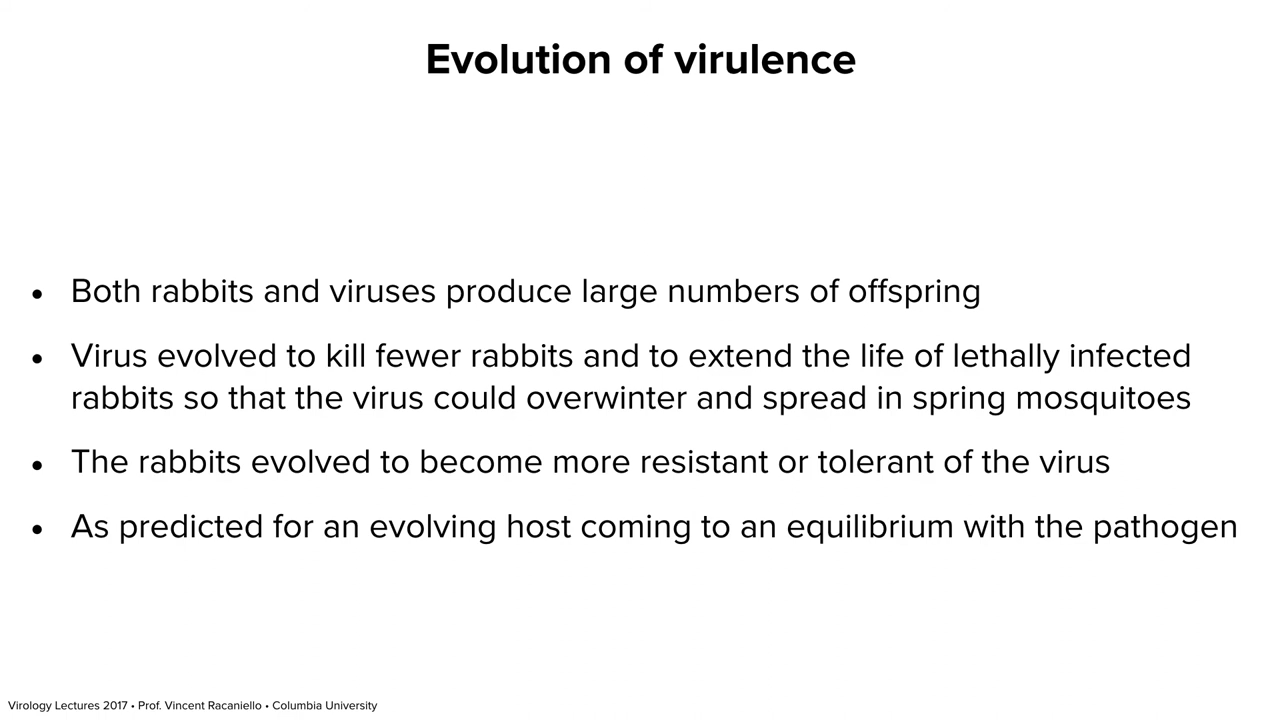 Evolution of virulence
• Both rabbits and viruses produce large numbers of offspring
• Virus evolved to kill fewer rabbits and to extend the life of lethally infected
rabbits so that the virus could overwinter and spread in spring mosquitoes
• The rabbits evolved to become more resistant or tolerant of the virus
• As predicted for an evolving host coming to an equilibrium with the pathogen
Virology Lectures 2017 • Prof. Vincent Racaniello • Columbia University